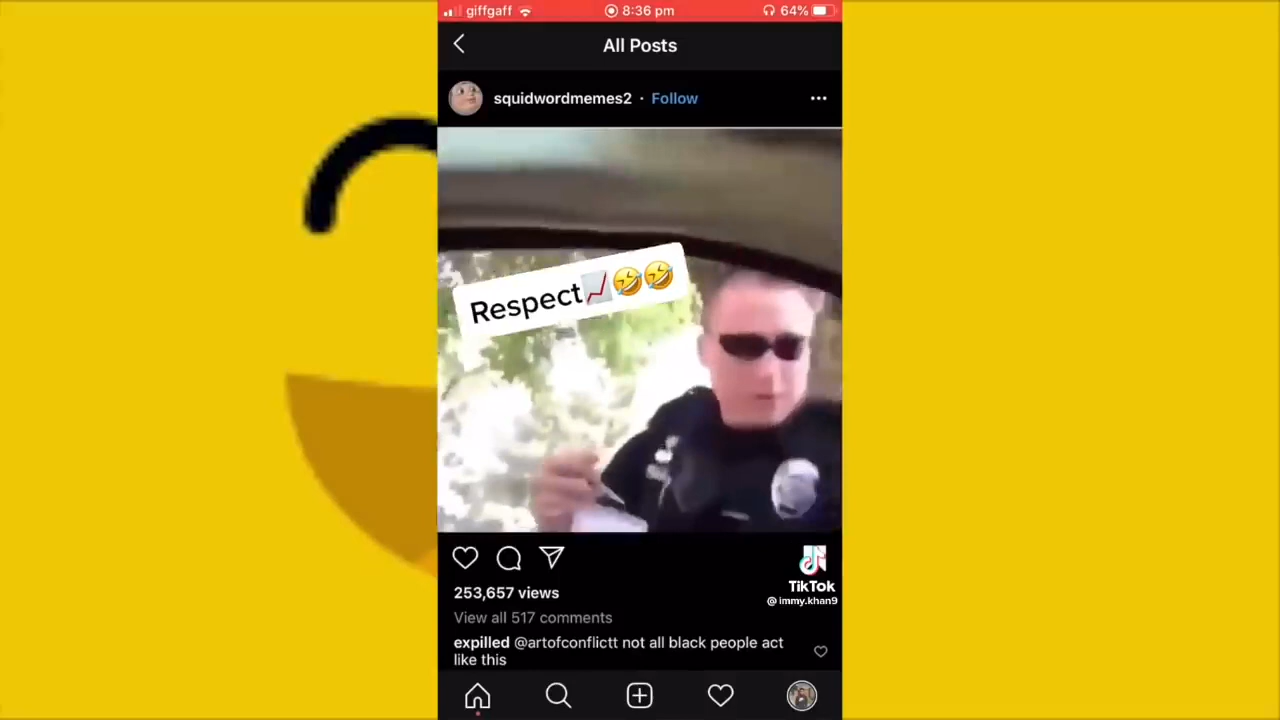 giffgaff 8:36 pm 64%
All Posts
squidwordmemes2 · Follow
Respect📈🤣🤣
253,657 views
View all 517 comments
expilled @artofconflictt not all black people act
like this
TikTok
@immy.khan9